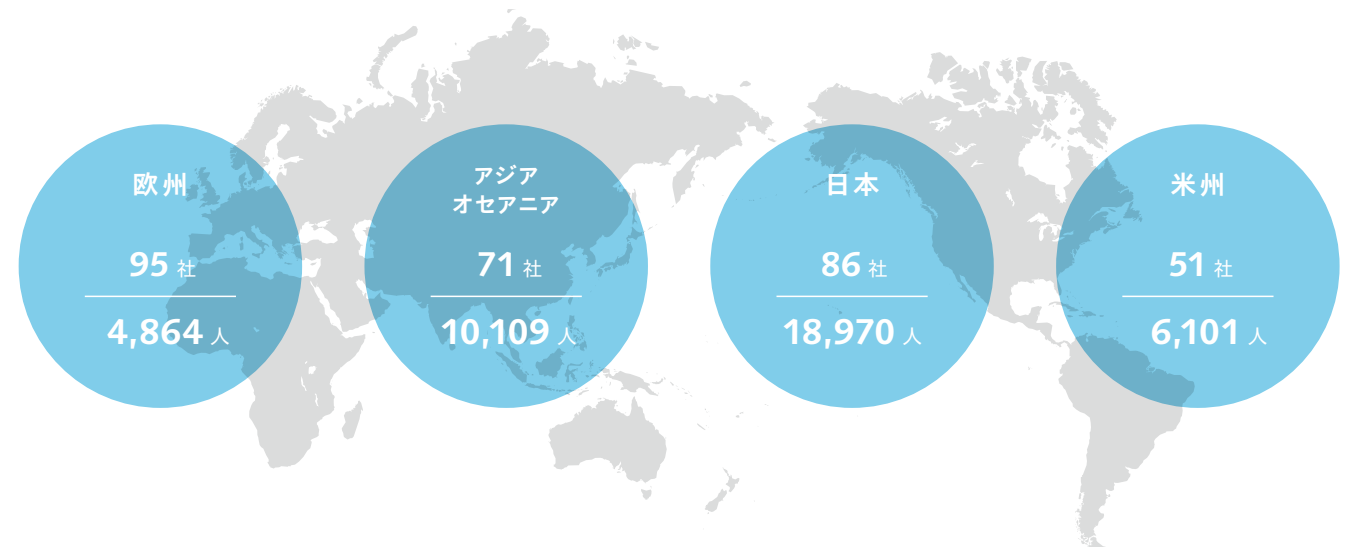 欧州
95 社
4,864 人
アジア
オセアニア
71 社
10,109 人
日本
86 社
18,970 人
米州
51 社
6,101 人